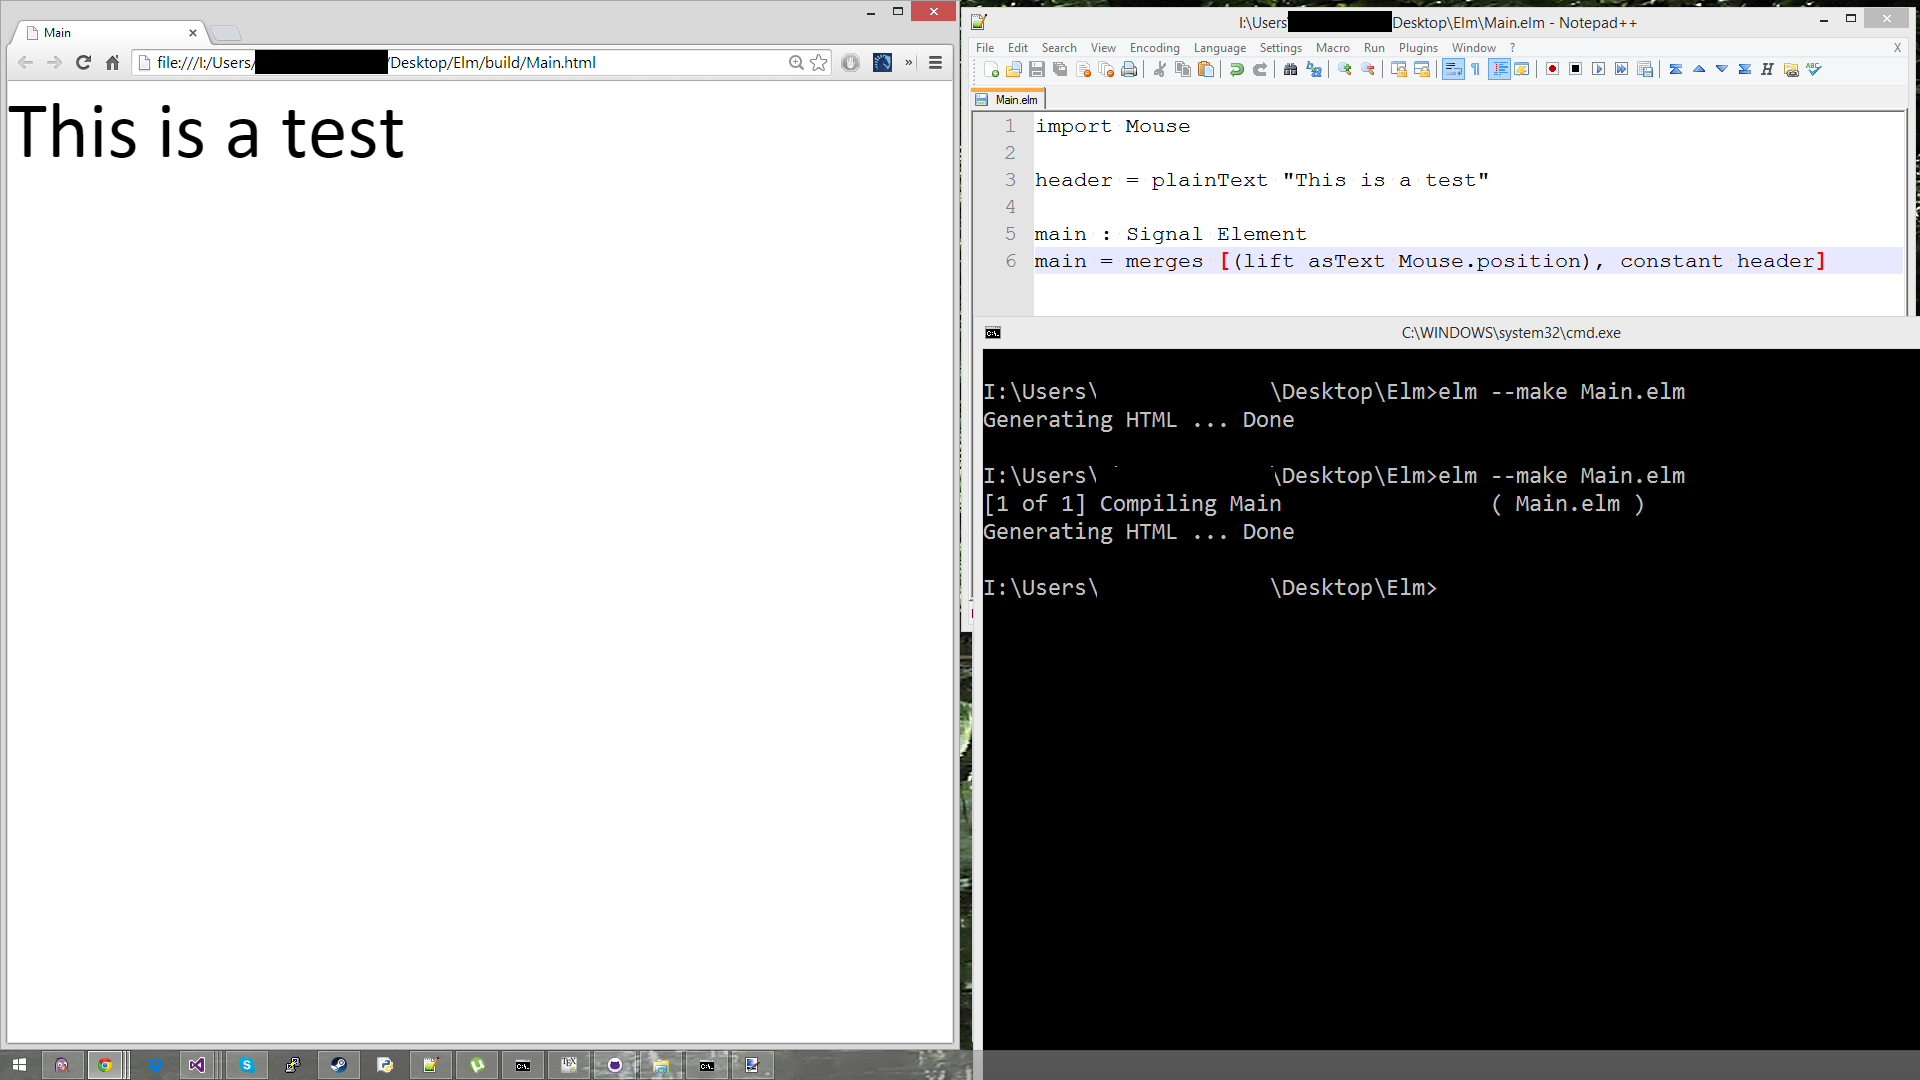 Main
file:///I:/Users/ /Desktop/Elm/build/Main.html
This is a test
I:\Users\ Desktop\Elm\Main.elm - Notepad++
File Edit Search View Encoding Language Settings Macro Run Plugins Window ? X
Main.elm
1 import Mouse
2
3 header = plainText "This is a test"
4
5 main : Signal Element
6 main = merges [(lift asText Mouse.position), constant header]
C:\WINDOWS\system32\cmd.exe
I:\Users\ \Desktop\Elm>elm --make Main.elm
Generating HTML ... Done
I:\Users\ \Desktop\Elm>elm --make Main.elm
[1 of 1] Compiling Main ( Main.elm )
Generating HTML ... Done
I:\Users\ \Desktop\Elm>